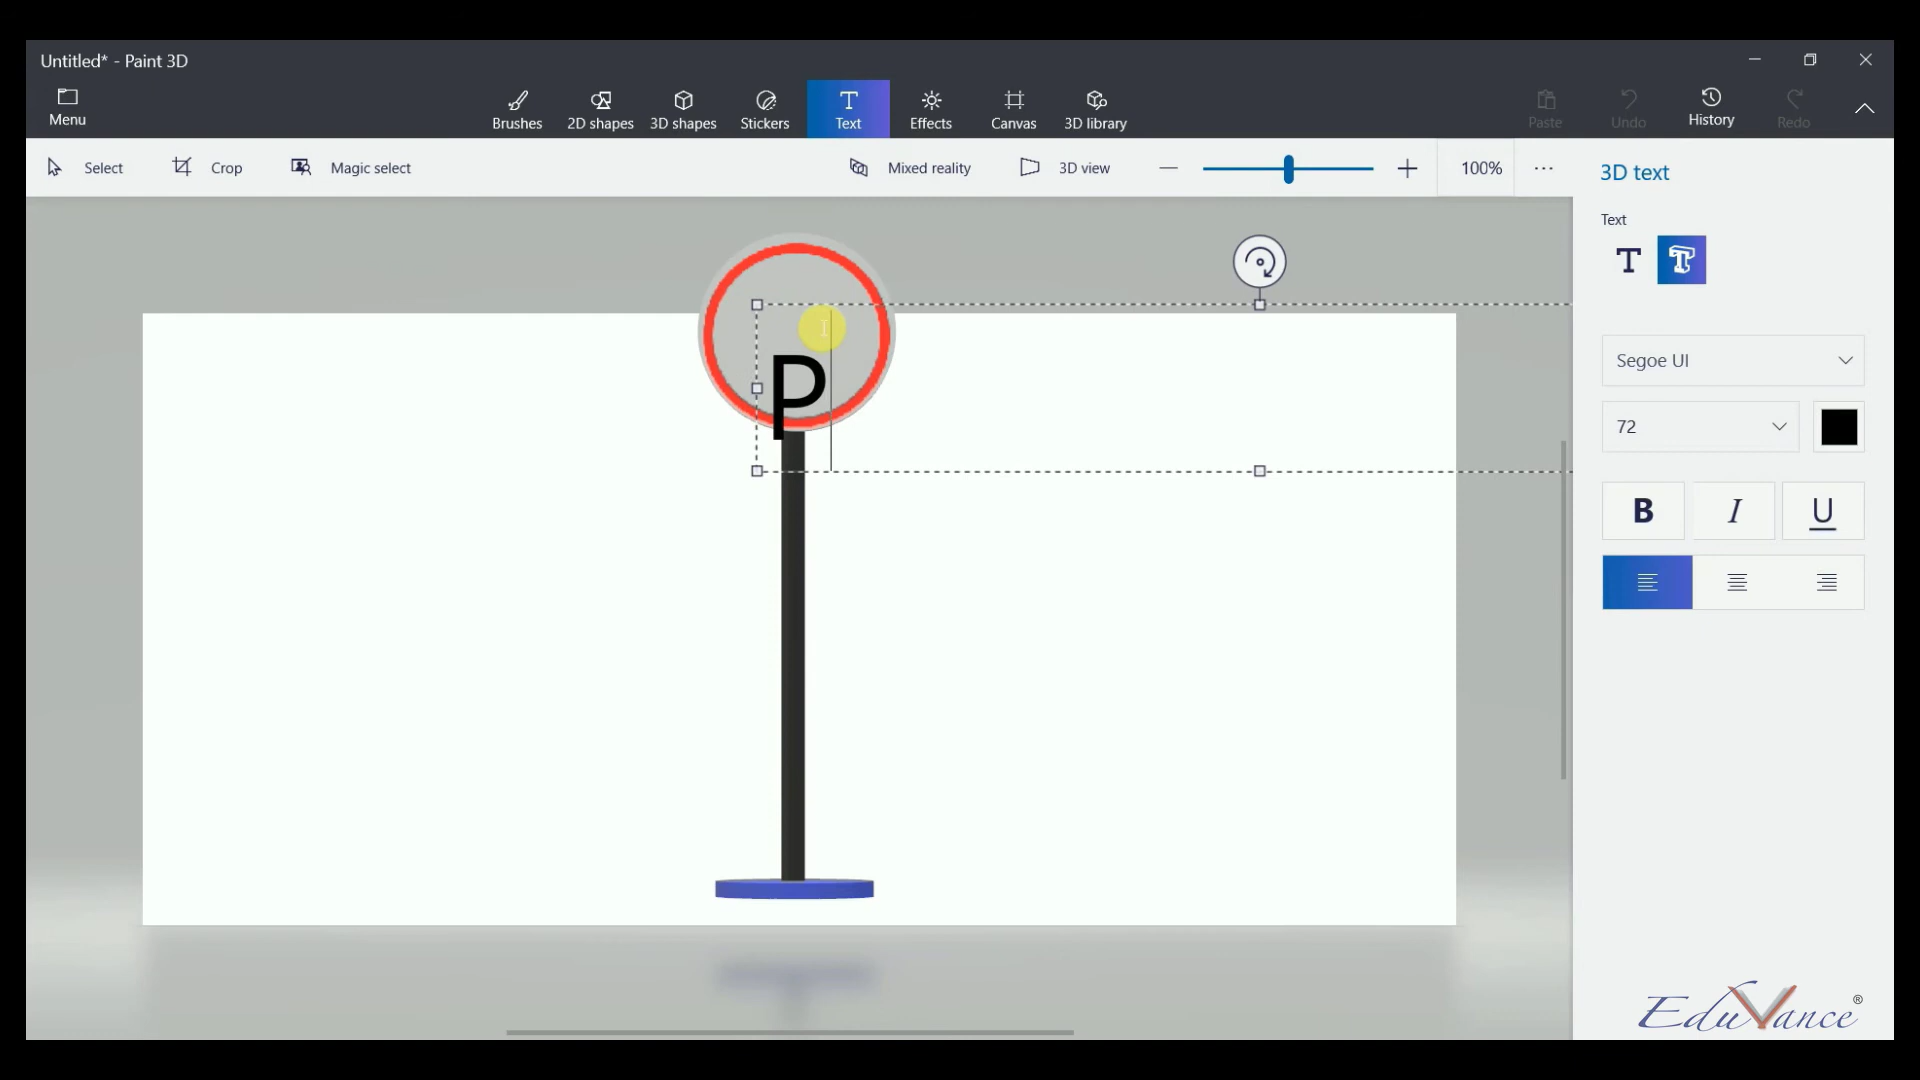 Untitled* - Paint 3D
Menu
Brushes
2D shapes
3D shapes
Stickers
Text
Effects
Canvas
3D library
Paste
Undo
History
Redo
Select
Crop
Magic select
Mixed reality
3D view
100%
3D text
Text
T
T
Segoe UI
72
B I U
P
EduVance®